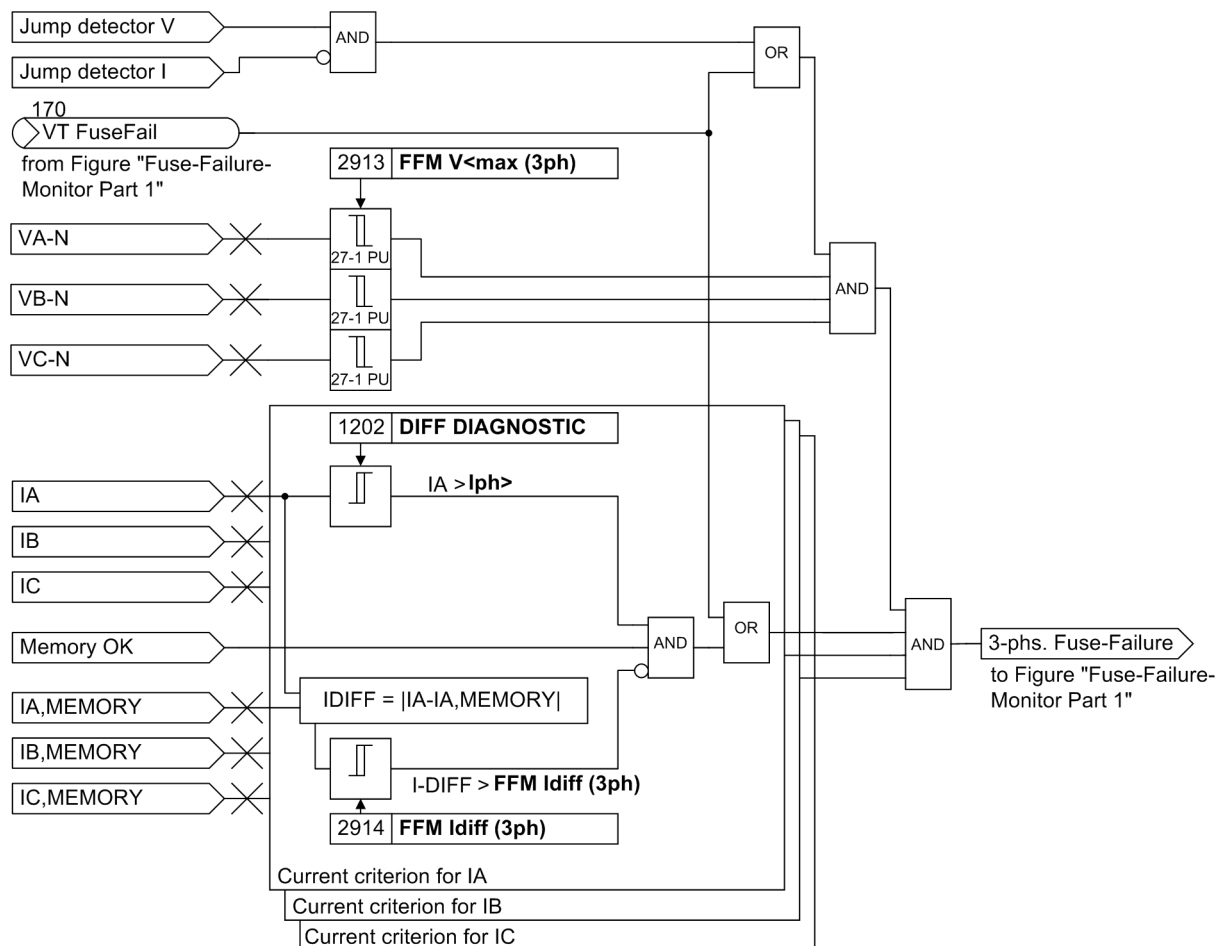 Jump detector V
AND
OR
Jump detector I
170
VT FuseFail
from Figure "Fuse-Failure-
Monitor Part 1"
2913 FFM V<max (3ph)
VA-N
27-1 PU
VB-N
27-1 PU
VC-N
27-1 PU
AND
1202 DIFF DIAGNOSTIC
IA
IA > Iph>
IB
IC
Memory OK
AND
OR
AND
3-phs. Fuse-Failure
to Figure "Fuse-Failure-
Monitor Part 1"
IA,MEMORY
IDIFF = |IA-IA,MEMORY|
IB,MEMORY
IC,MEMORY
I-DIFF > FFM Idiff (3ph)
2914 FFM Idiff (3ph)
Current criterion for IA
Current criterion for IB
Current criterion for IC